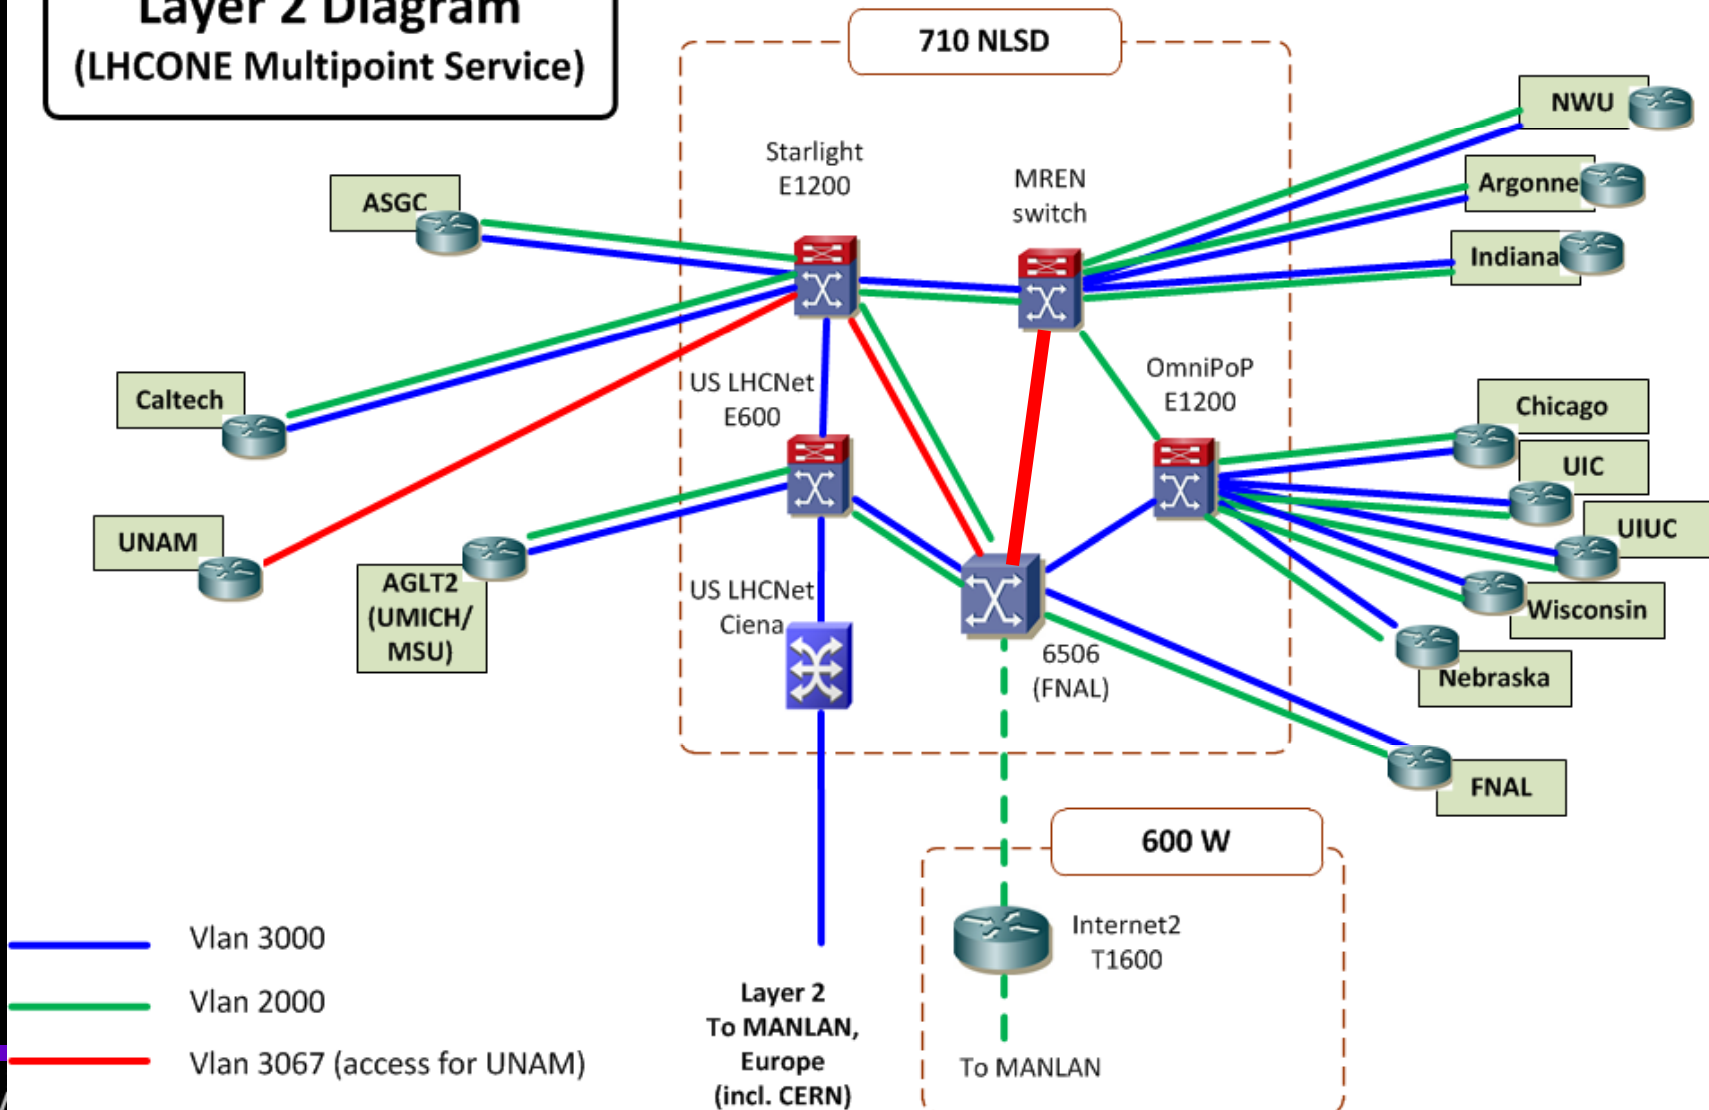 Layer 2 Diagram
(LHCONE Multipoint Service)
710 NLSD
NWU
Starlight
E1200
MREN
switch
Argonne
ASGC
Indiana
OmniPoP
E1200
US LHCNet
E600
Caltech
Chicago
UIC
UNAM
UIUC
AGLT2
(UMICH/
MSU)
US LHCNet
Ciena
Wisconsin
6506
(FNAL)
Nebraska
FNAL
600 W
Internet2
T1600
Vlan 3000
Vlan 2000
Vlan 3067 (access for UNAM)
Layer 2
To MANLAN,
Europe
(incl. CERN)
To MANLAN